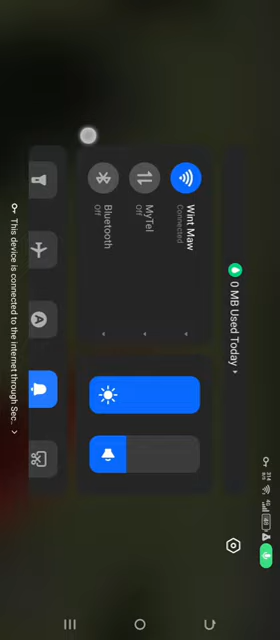 0 MB Used Today
Wint Maw
Connected
MyTel
Off
Bluetooth
Off
A
This device is connected to the internet through Sec..